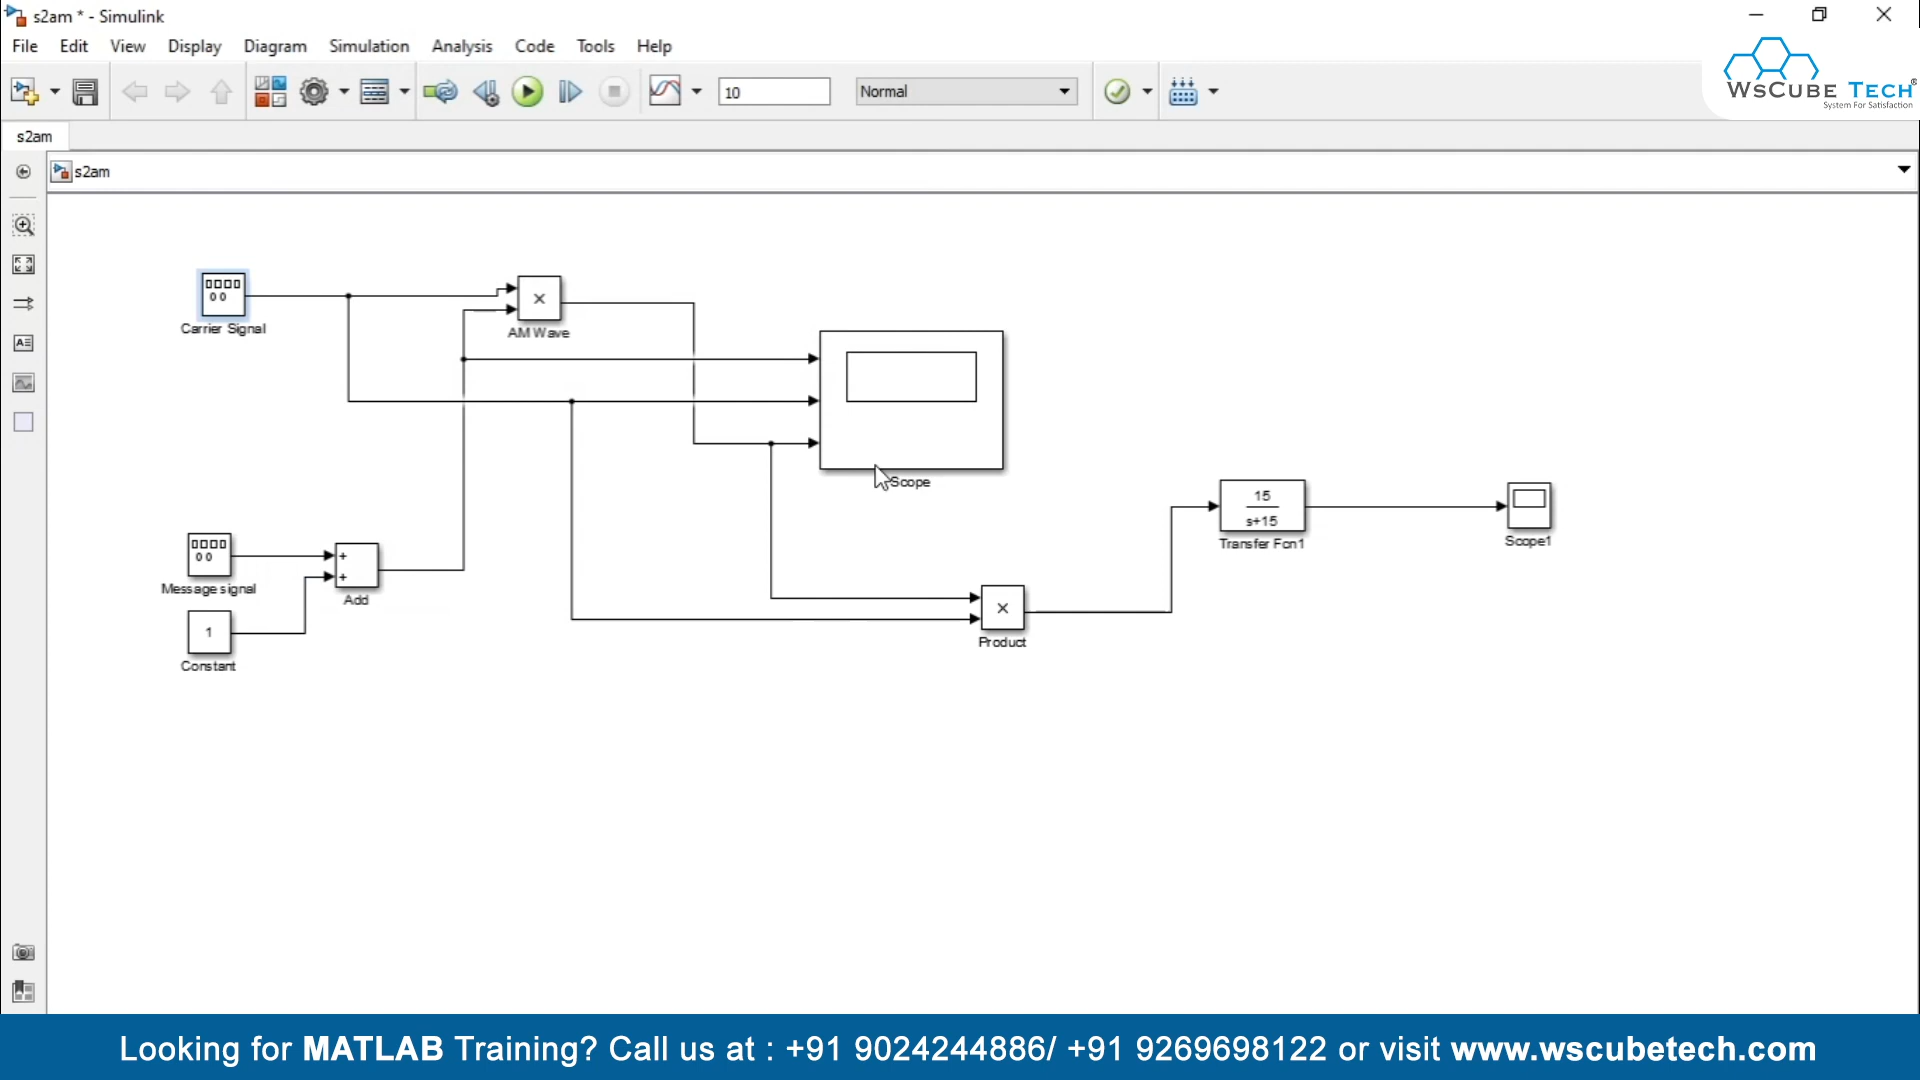 s2am * - Simulink
File Edit View Display Diagram Simulation Analysis Code Tools Help
10
Normal
WsCube Tech®
System For Satisfaction
s2am
s2am
Carrier Signal
×
AM Wave
Scope
15
s+15
Transfer Fcn1
Scope1
Message signal
+
+
Add
1
Constant
×
Product
Looking for MATLAB Training? Call us at : +91 9024244886/ +91 9269698122 or visit www.wscubetech.com